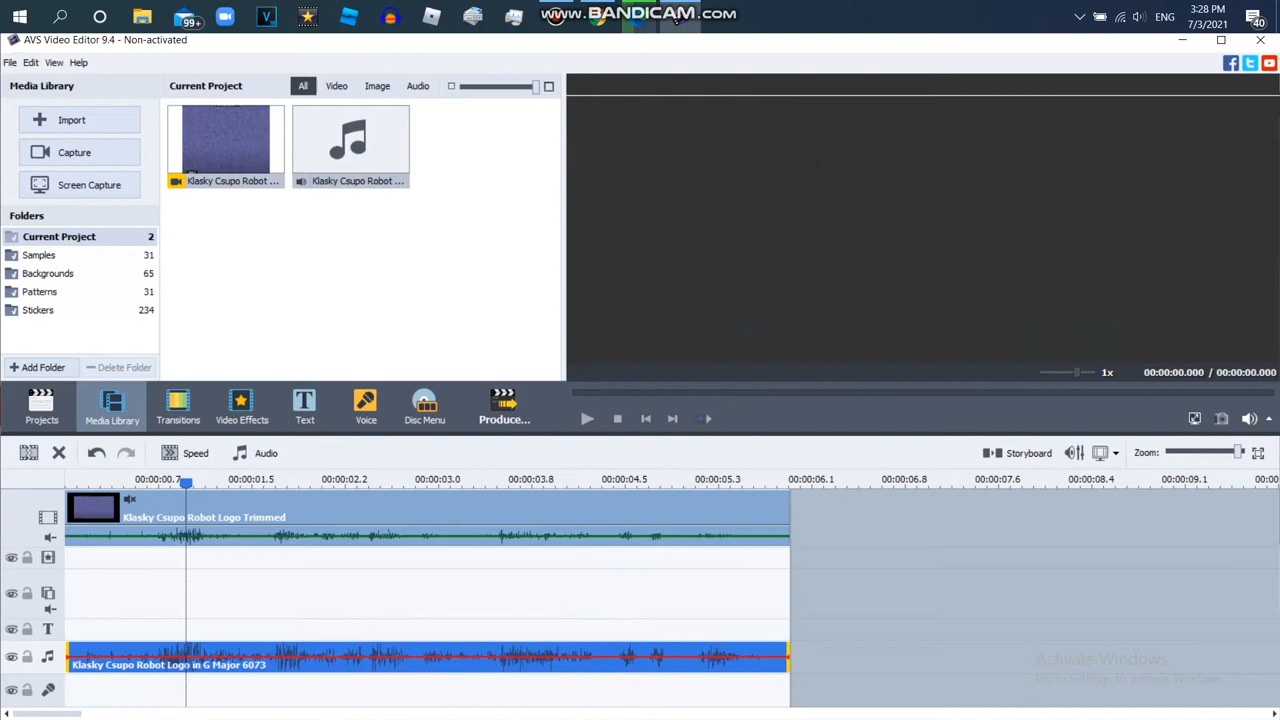 www.BANDICAM.com
99+
ENG
3:28 PM
7/3/2021
40
AVS Video Editor 9.4 - Non-activated
File Edit View Help
Media Library
Import
Capture
Screen Capture
Folders
Current Project 2
Samples 31
Backgrounds 65
Patterns 31
Stickers 234
Add Folder
Delete Folder
Current Project
All Video Image Audio
Klasky Csupo Robot ...
Klasky Csupo Robot ...
1x
00:00:00.000 / 00:00:00.000
Projects
Media Library
Transitions
Video Effects
Text
Voice
Disc Menu
Produce...
Speed
Audio
Storyboard
Zoom:
00:00:00.7 00:00:01.5 00:00:02.2 00:00:03.0 00:00:03.8 00:00:04.5 00:00:05.3 00:00:06.1 00:00:06.8 00:00:07.6 00:00:08.4 00:00:09.1 00:00
Klasky Csupo Robot Logo Trimmed
T
Klasky Csupo Robot Logo in G Major 6073
Activate Windows
Go to Settings to activate Windows.